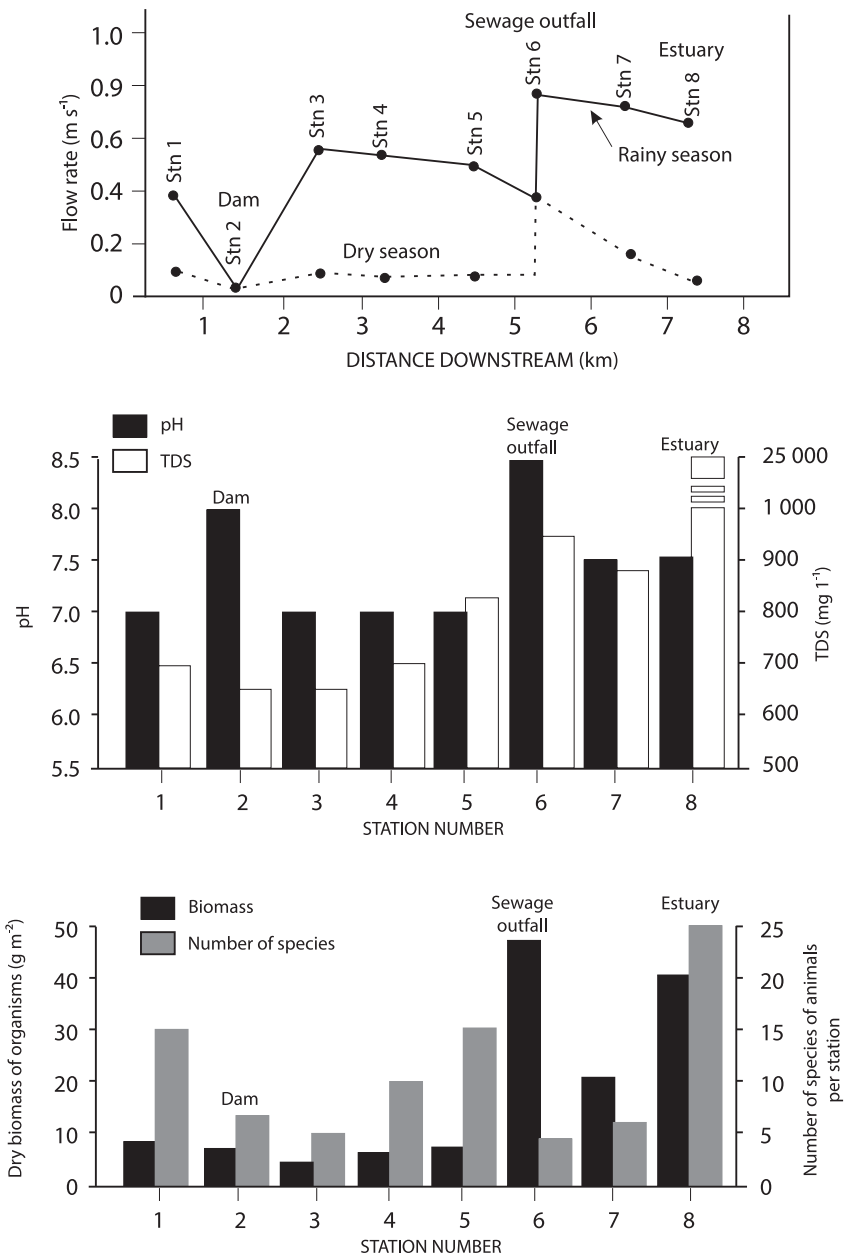 Sewage outfall
Estuary
1.0
0.9
0.6
0.4
0.2
0
Flow rate (m s⁻¹)
Stn 1
Dam
Stn 2
Stn 3
Stn 4
Stn 5
Stn 6
Stn 7
Stn 8
Rainy season
Dry season
1 2 3 4 5 6 7 8
DISTANCE DOWNSTREAM (km)
pH
TDS
Sewage
outfall
Estuary
Dam
8.5
8.0
7.5
7.0
6.5
6.0
5.5
pH
25 000
1 000
900
800
700
600
500
TDS (mg 1⁻¹)
1 2 3 4 5 6 7 8
STATION NUMBER
Biomass
Number of species
Sewage
outfall
Estuary
Dam
50
40
30
20
10
0
Dry biomass of organisms (g m⁻²)
25
20
15
10
5
0
Number of species of animals
per station
1 2 3 4 5 6 7 8
STATION NUMBER